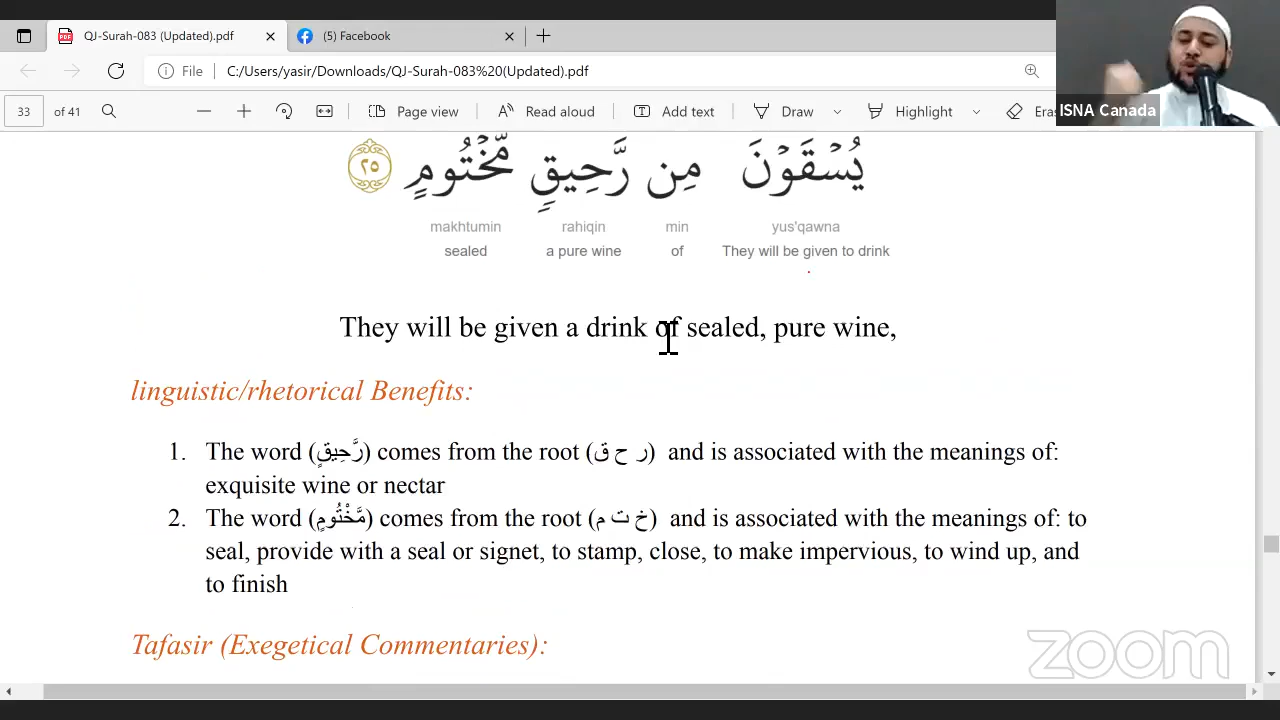 QJ-Surah-083 (Updated).pdf
(5) Facebook
File
C:/Users/yasir/Downloads/QJ-Surah-083%20(Updated).pdf
33 of 41
Page view
Read aloud
Add text
Draw
Highlight
Eras
ISNA Canada
يُسْقَوْنَ مِن رَّحِيقٍ مَّخْتُومٍ ٢٥
makhtumin rahiqin min yus'qawna
sealed a pure wine of They will be given to drink
They will be given a drink of sealed, pure wine,
linguistic/rhetorical Benefits:
1. The word (رَّحِيقٍ) comes from the root (ر ح ق) and is associated with the meanings of:
exquisite wine or nectar
2. The word (مَّخْتُومٍ) comes from the root (خ ت م) and is associated with the meanings of: to
seal, provide with a seal or signet, to stamp, close, to make impervious, to wind up, and
to finish
Tafasir (Exegetical Commentaries):
zoom